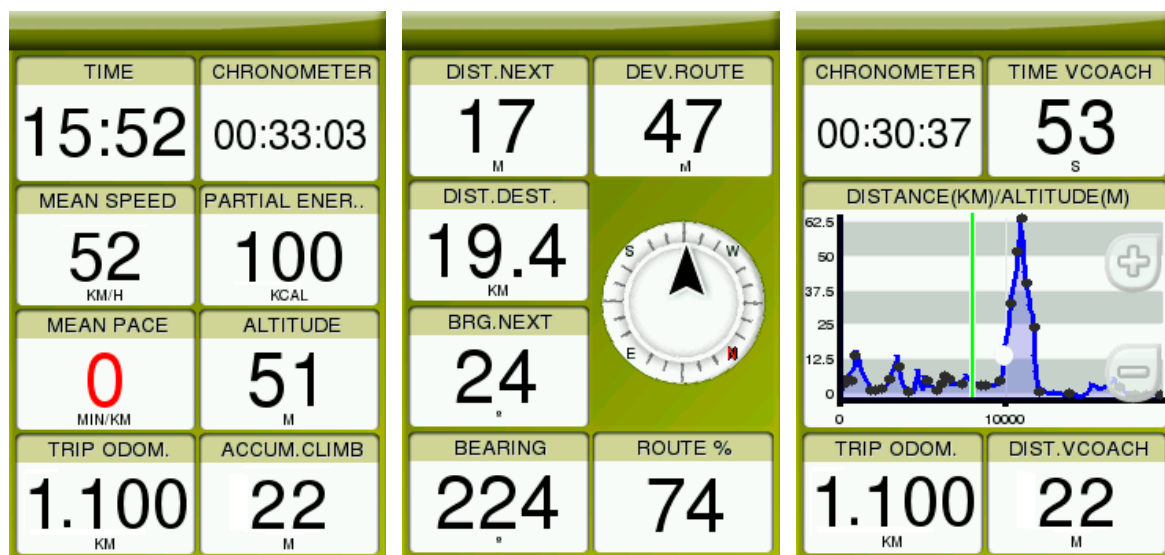 TIME CHRONOMETER
15:52 00:33:03
MEAN SPEED PARTIAL ENER..
52 100
KM/H KCAL
MEAN PACE ALTITUDE
0 51
MIN/KM M
TRIP ODOM. ACCUM.CLIMB
1.100 22
KM M
DIST.NEXT DEV.ROUTE
17 47
M M
DIST.DEST.
19.4
KM
S W
E N
BRG.NEXT
24
°
BEARING ROUTE %
224 74
°
CHRONOMETER TIME VCOACH
00:30:37 53
S
DISTANCE(KM)/ALTITUDE(M)
62.5
50
37.5
25
12.5
0
0 10000
TRIP ODOM. DIST.VCOACH
1.100 22
KM M